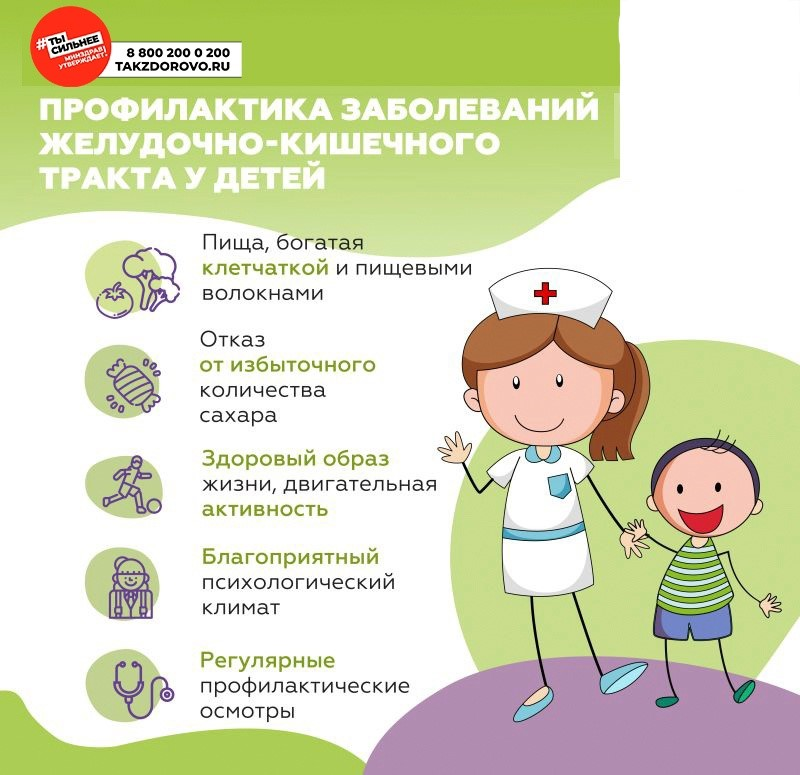 #ТЫ
СИЛЬНЕЕ
МИНЗДРАВ
УТВЕРЖДАЕТ!
8 800 200 0 200
TAKZDOROVO.RU
ПРОФИЛАКТИКА ЗАБОЛЕВАНИЙ
ЖЕЛУДОЧНО-КИШЕЧНОГО
ТРАКТА У ДЕТЕЙ
Пища, богатая
клетчаткой и пищевыми
волокнами
Отказ
от избыточного
количества
сахара
Здоровый образ
жизни, двигательная
активность
Благоприятный
психологический
климат
Регулярные
профилактические
осмотры